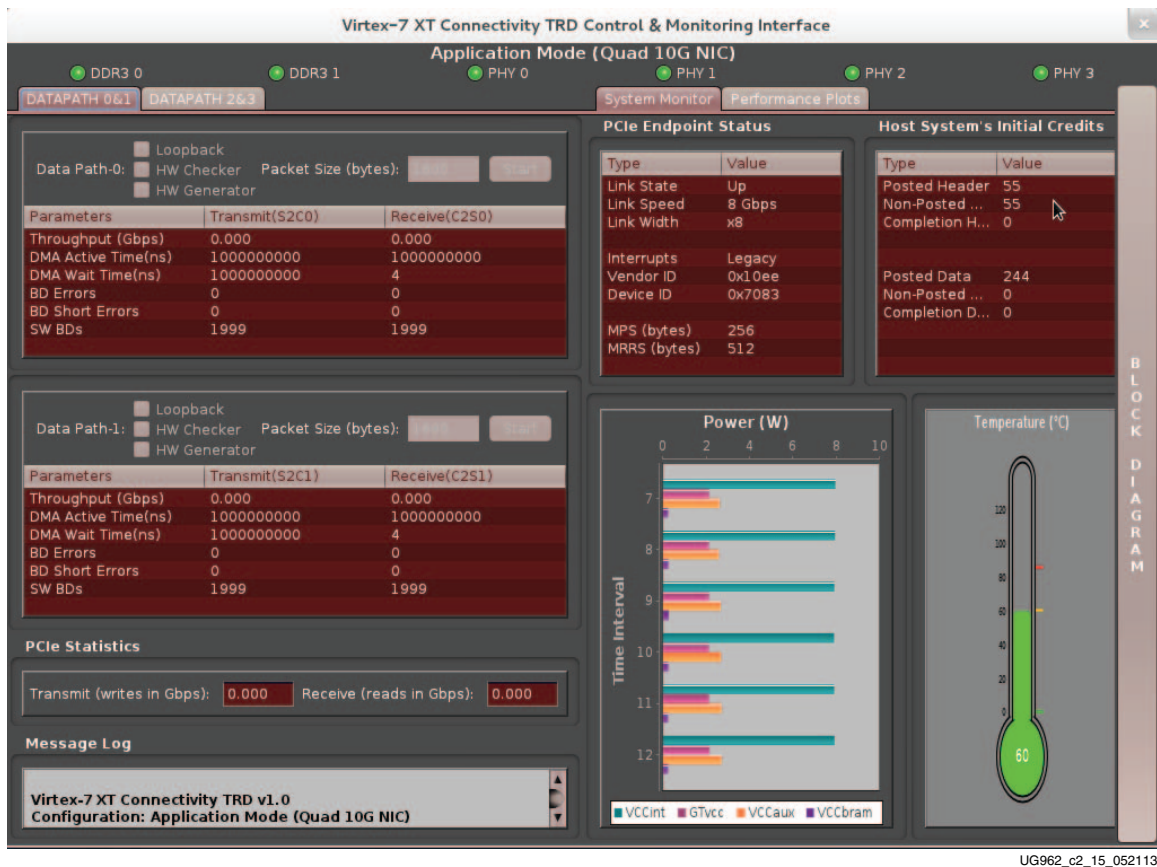 Virtex-7 XT Connectivity TRD Control & Monitoring Interface
Application Mode (Quad 10G NIC)
DDR3 0 DDR3 1 PHY 0 PHY 1 PHY 2 PHY 3
DATAPATH 0&1 DATAPATH 2&3
Loopback
Data Path-0: HW Checker Packet Size (bytes): Start
HW Generator
Parameters Transmit(S2C0) Receive(C2S0)
Throughput (Gbps) 0.000 0.000
DMA Active Time(ns) 1000000000 1000000000
DMA Wait Time(ns) 1000000000 4
BD Errors 0 0
BD Short Errors 0 0
SW BDs 1999 1999
Loopback
Data Path-1: HW Checker Packet Size (bytes): Start
HW Generator
Parameters Transmit(S2C1) Receive(C2S1)
Throughput (Gbps) 0.000 0.000
DMA Active Time(ns) 1000000000 1000000000
DMA Wait Time(ns) 1000000000 4
BD Errors 0 0
BD Short Errors 0 0
SW BDs 1999 1999
PCIe Statistics
Transmit (writes in Gbps): 0.000 Receive (reads in Gbps): 0.000
Message Log
Virtex-7 XT Connectivity TRD v1.0
Configuration: Application Mode (Quad 10G NIC)
System Monitor Performance Plots
PCIe Endpoint Status
Type Value
Link State Up
Link Speed 8 Gbps
Link Width x8
Interrupts Legacy
Vendor ID 0x10ee
Device ID 0x7083
MPS (bytes) 256
MRRS (bytes) 512
Host System's Initial Credits
Type Value
Posted Header 55
Non-Posted ... 55
Completion H... 0
Posted Data 244
Non-Posted ... 0
Completion D... 0
Power (W)
0 2 4 6 8 10
Time Interval
7
8
9
10
11
12
VCCint GTvcc VCCaux VCCbram
Temperature (°C)
120
100
80
60
40
20
0
60
BLOCK DIAGRAM
UG962_c2_15_052113